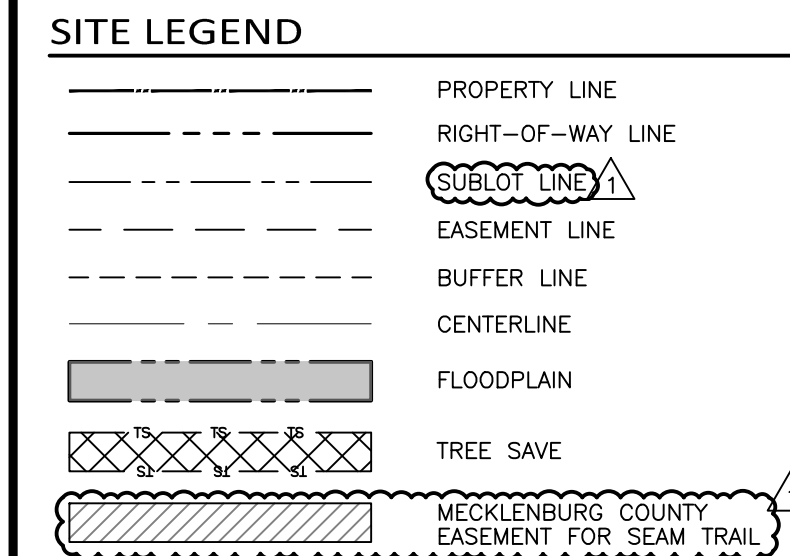 SITE LEGEND
PROPERTY LINE
RIGHT-OF-WAY LINE
SUBLOT LINE 1
EASEMENT LINE
BUFFER LINE
CENTERLINE
FLOODPLAIN
TS TS TS
TS TS TS
TREE SAVE
MECKLENBURG COUNTY
EASEMENT FOR SEAM TRAIL